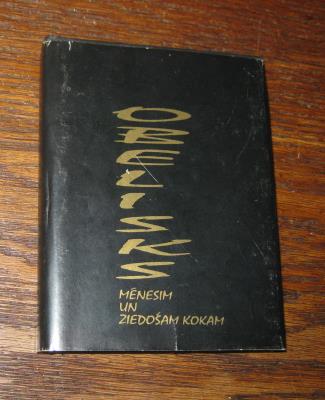 OBELISKS
MĒNESIM
UN
ZIEDOŠAM KOKAM